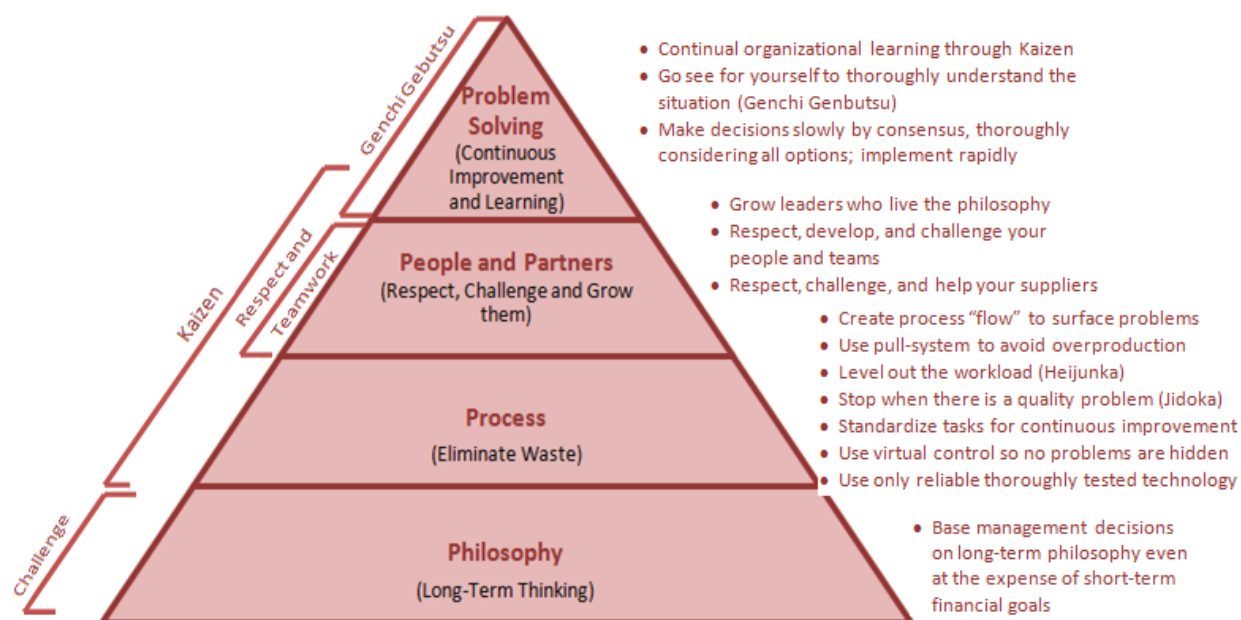 Genchi Gebutsu
Problem
Solving
(Continuous
Improvement
and Learning)
• Continual organizational learning through Kaizen
• Go see for yourself to thoroughly understand the
situation (Genchi Genbutsu)
• Make decisions slowly by consensus, thoroughly
considering all options; implement rapidly
Kaizen
Respect and
Teamwork
People and Partners
(Respect, Challenge and Grow
them)
• Grow leaders who live the philosophy
• Respect, develop, and challenge your
people and teams
• Respect, challenge, and help your suppliers
Process
(Eliminate Waste)
• Create process “flow” to surface problems
• Use pull-system to avoid overproduction
• Level out the workload (Heijunka)
• Stop when there is a quality problem (Jidoka)
• Standardize tasks for continuous improvement
• Use virtual control so no problems are hidden
• Use only reliable thoroughly tested technology
Challenge
Philosophy
(Long-Term Thinking)
• Base management decisions
on long-term philosophy even
at the expense of short-term
financial goals